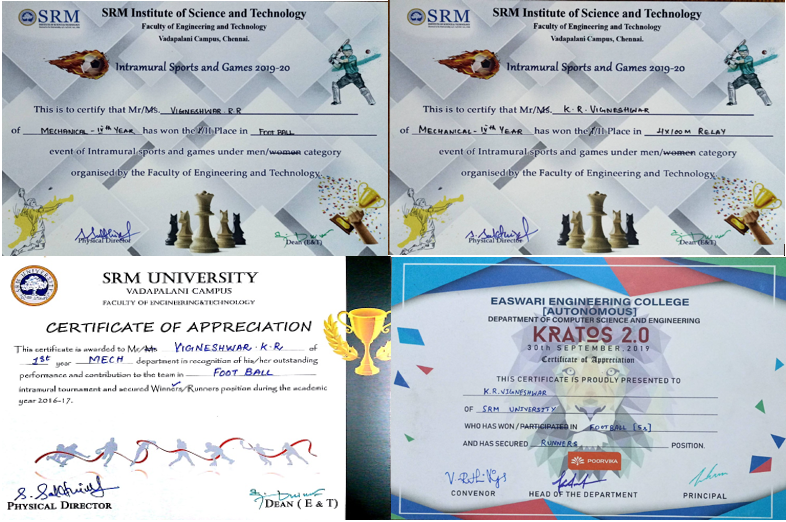 SRM
SRM Institute of Science and Technology
Faculty of Engineering and Technology
Vadapalani Campus, Chennai.
Intramural Sports and Games 2019-20
This is to certify that Mr/Ms. VIGNESHWAR R.R
of MECHANICAL - IVth YEAR has won the I/II Place in FOOT BALL
event of Intramural sports and games under men/women category
organised by the Faculty of Engineering and Technology.
Physical Director
Dean (E&T)
SRM
SRM Institute of Science and Technology
Faculty of Engineering and Technology
Vadapalani Campus, Chennai.
Intramural Sports and Games 2019-20
This is to certify that Mr/Ms. K.R.VIGNESHWAR
of MECHANICAL - IVth YEAR has won the I/II Place in 4X100M RELAY
event of Intramural sports and games under men/women category
organised by the Faculty of Engineering and Technology.
Physical Director
Dean (E&T)
SRM UNIVERSITY
VADAPALANI CAMPUS
FACULTY OF ENGINEERING&TECHNOLOGY
CERTIFICATE OF APPRECIATION
This certificate is awarded to Mr/Ms VIGNESHWAR.K.R of
1st year MECH department in recognition of his/her outstanding
performance and contribution to the team in FOOT BALL
intramural tournament and secured Winners/Runners position during the academic
year 2016-17.
PHYSICAL DIRECTOR
DEAN ( E & T)
EASWARI ENGINEERING COLLEGE
[AUTONOMOUS]
DEPARTMENT OF COMPUTER SCIENCE AND ENGINEERING
KRATOS 2.0
30th SEPTEMBER,2019
Certificate of Appreciation
THIS CERTIFICATE IS PROUDLY PRESENTED TO
K.R.VIGNESHWAR
OF SRM UNIVERSITY
WHO HAS WON /PARTICIPATED IN FOOTBALL [5s]
AND HAS SECURED RUNNERS POSITION.
POORVIKA
CONVENOR
HEAD OF THE DEPARTMENT
PRINCIPAL